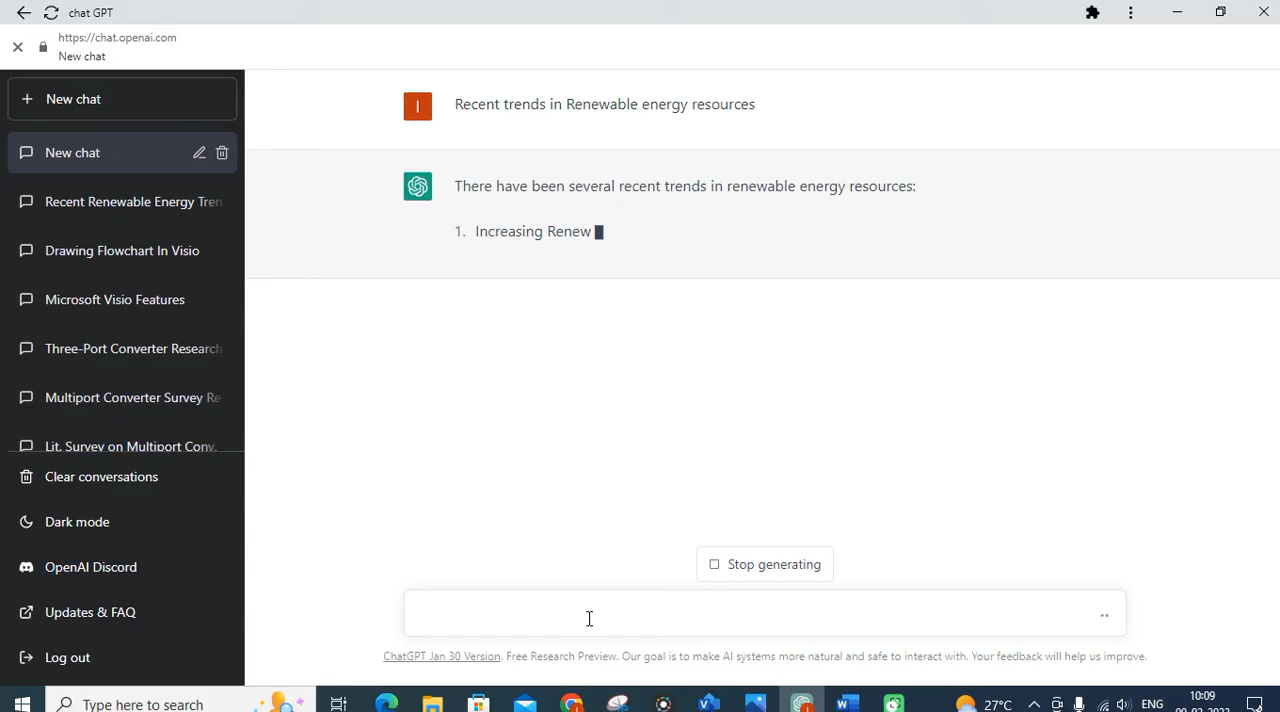 chat GPT
https://chat.openai.com
New chat
New chat
New chat
Recent Renewable Energy Tren
Drawing Flowchart In Visio
Microsoft Visio Features
Three-Port Converter Research
Multiport Converter Survey Re
Lit. Survey on Multiport Conv.
Clear conversations
Dark mode
OpenAI Discord
Updates & FAQ
Log out
I
Recent trends in Renewable energy resources
There have been several recent trends in renewable energy resources:
1. Increasing Renew
Stop generating
ChatGPT Jan 30 Version. Free Research Preview. Our goal is to make AI systems more natural and safe to interact with. Your feedback will help us improve.
Type here to search
27°C
ENG
10:09